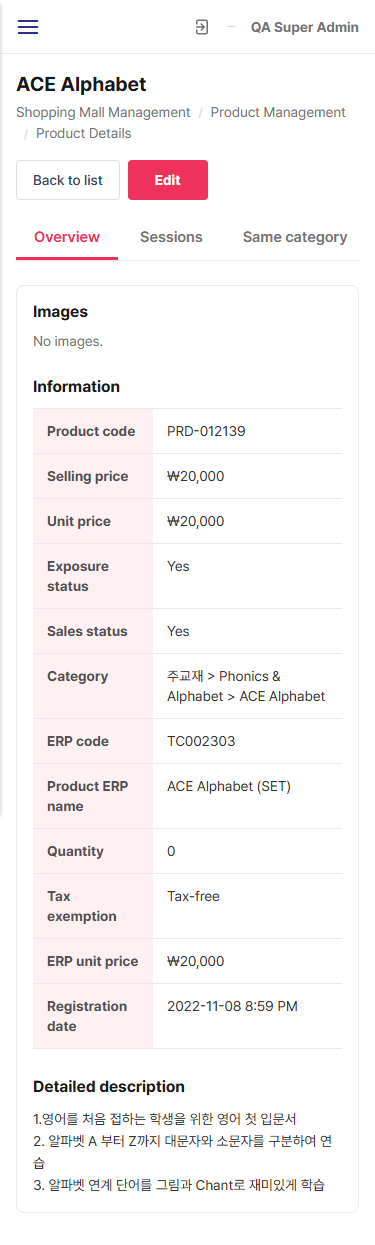 QA Super Admin
ACE Alphabet
Shopping Mall Management / Product Management
/ Product Details
Back to list
Edit
Overview
Sessions
Same category
Images
No images.
Information
Product code
PRD-012139
Selling price
₩20,000
Unit price
₩20,000
Exposure
status
Yes
Sales status
Yes
Category
주교재 > Phonics &
Alphabet > ACE Alphabet
ERP code
TC002303
Product ERP
name
ACE Alphabet (SET)
Quantity
0
Tax
exemption
Tax-free
ERP unit price
₩20,000
Registration
date
2022-11-08 8:59 PM
Detailed description
1.영어를 처음 접하는 학생을 위한 영어 첫 입문서
2. 알파벳 A 부터 Z까지 대문자와 소문자를 구분하여 연
습
3. 알파벳 연계 단어를 그림과 Chant로 재미있게 학습